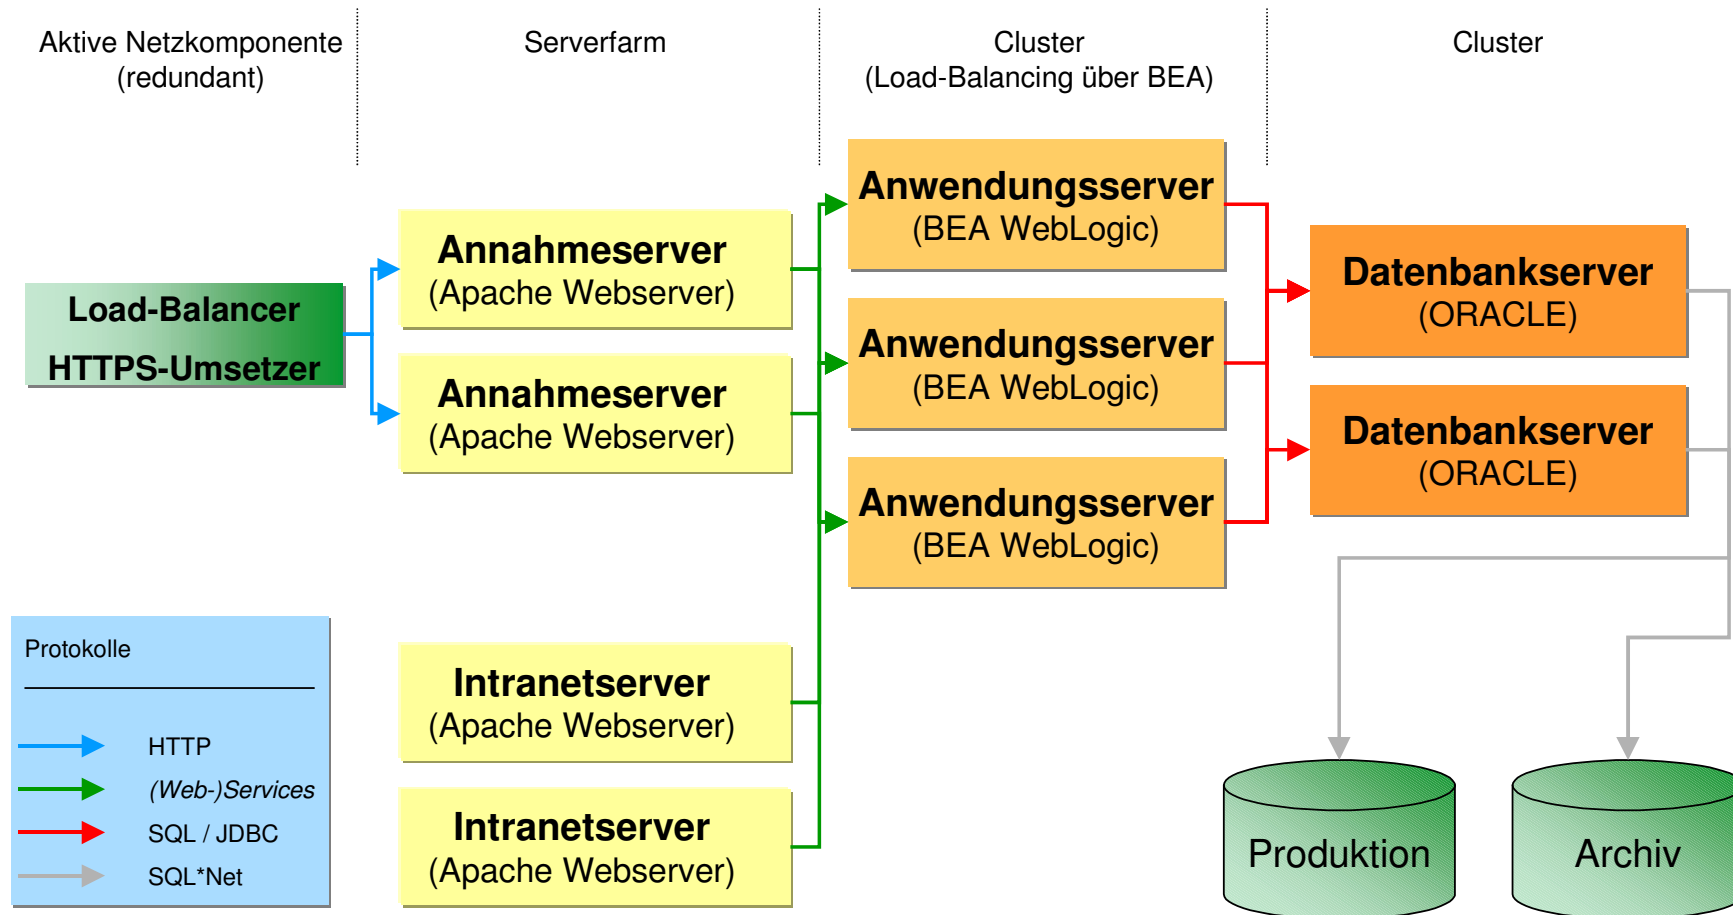 Aktive Netzkomponente
(redundant)
Serverfarm
Cluster
(Load-Balancing über BEA)
Cluster
Load-Balancer
HTTPS-Umsetzer
Annahmeserver
(Apache Webserver)
Annahmeserver
(Apache Webserver)
Intranetserver
(Apache Webserver)
Intranetserver
(Apache Webserver)
Anwendungsserver
(BEA WebLogic)
Anwendungsserver
(BEA WebLogic)
Anwendungsserver
(BEA WebLogic)
Datenbankserver
(ORACLE)
Datenbankserver
(ORACLE)
Produktion
Archiv
Protokolle
HTTP
(Web-)Services
SQL / JDBC
SQL*Net